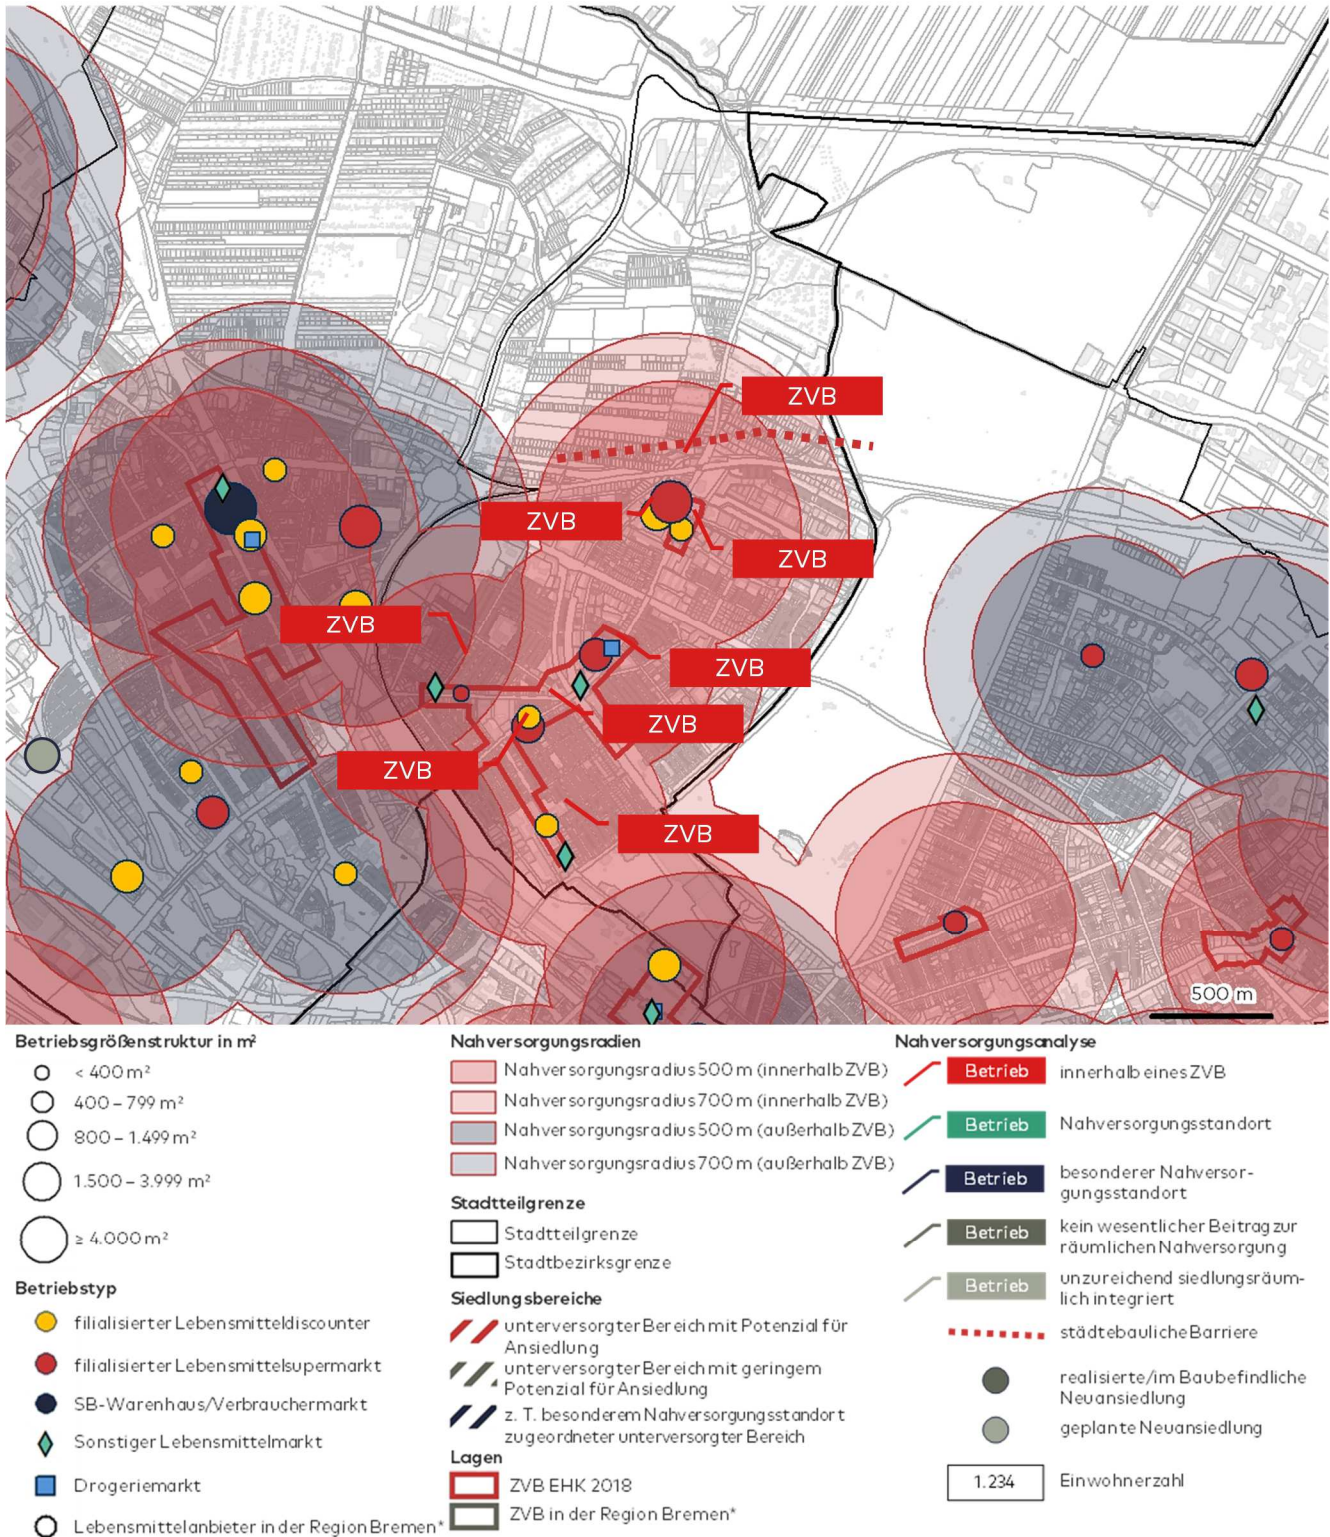 ZVB
ZVB
ZVB
ZVB
ZVB
ZVB
ZVB
ZVB
500 m
Betriebsgrößenstruktur in m²
< 400 m²
400 – 799 m²
800 – 1.499 m²
1.500 – 3.999 m²
≥ 4.000 m²
Betriebstyp
filialisierter Lebensmitteldiscounter
filialisierter Lebensmittelsupermarkt
SB-Warenhaus/Verbrauchermarkt
Sonstiger Lebensmittelmarkt
Drogeriemarkt
Lebensmittelanbieter in der Region Bremen*
Nahversorgungsradien
Nahversorgungsradius 500 m (innerhalb ZVB)
Nahversorgungsradius 700 m (innerhalb ZVB)
Nahversorgungsradius 500 m (außerhalb ZVB)
Nahversorgungsradius 700 m (außerhalb ZVB)
Stadtteilgrenze
Stadtteilgrenze
Stadtbezirksgrenze
Siedlungsbereiche
unterversorgter Bereich mit Potenzial für
Ansiedlung
unterversorgter Bereich mit geringem
Potenzial für Ansiedlung
z. T. besonderem Nahversorgungsstandort
zugeordneter unterversorgter Bereich
Lagen
ZVB EHK 2018
ZVB in der Region Bremen*
Nahversorgungsanalyse
Betrieb innerhalb eines ZVB
Betrieb Nahversorgungsstandort
Betrieb besonderer Nahversor-
gungsstandort
Betrieb kein wesentlicher Beitrag zur
räumlichen Nahversorgung
Betrieb unzureichend siedlungsräum-
lich integriert
städtebauliche Barriere
realisierte/im Bau befindliche
Neuansiedlung
geplante Neuansiedlung
1.234 Einwohnerzahl